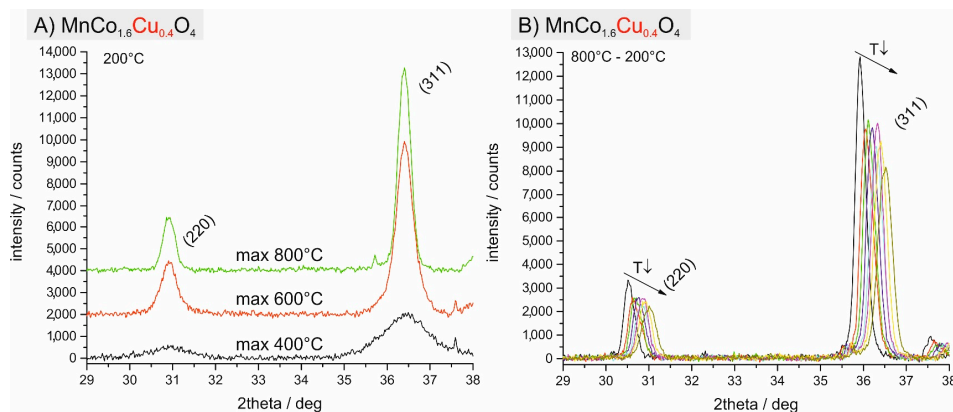 A) MnCo1.6Cu0.4O4
200°C
14,000
13,000
12,000
11,000
10,000
9,000
8,000
7,000
6,000
5,000
4,000
3,000
2,000
1,000
0
intensity / counts
(220)
(311)
max 800°C
max 600°C
max 400°C
29 30 31 32 33 34 35 36 37 38
2theta / deg
B) MnCo1.6Cu0.4O4
800°C - 200°C
13,000
12,000
11,000
10,000
9,000
8,000
7,000
6,000
5,000
4,000
3,000
2,000
1,000
0
intensity / counts
T↓
(220)
T↓
(311)
29 30 31 32 33 34 35 36 37 38
2theta / deg